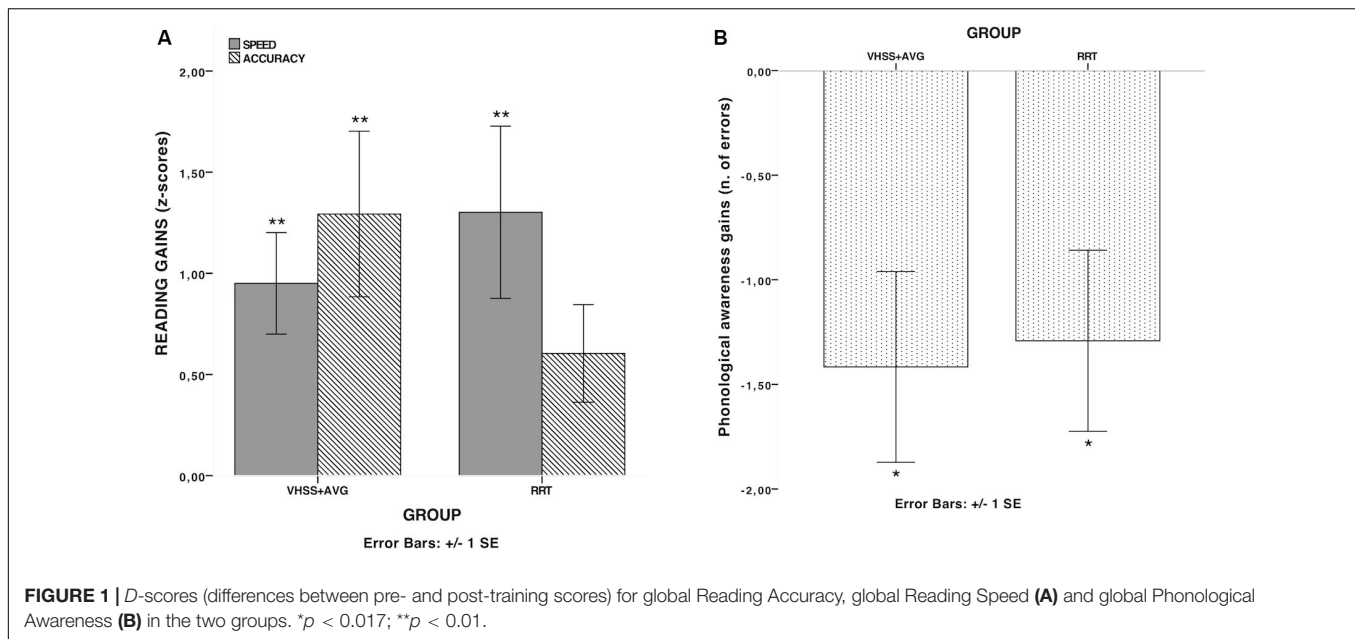 A
SPEED
ACCURACY
2,00
1,50
1,00
0,50
0,00
READING GAINS (z-scores)
**
**
**
VHSS+AVG
RRT
GROUP
Error Bars: +/- 1 SE
B
GROUP
VHSS+AVG
RRT
0,00
-0,50
-1,00
-1,50
-2,00
Phonological awareness gains (n. of errors)
*
*
Error Bars: +/- 1 SE
FIGURE 1 | D-scores (differences between pre- and post-training scores) for global Reading Accuracy, global Reading Speed (A) and global Phonological
Awareness (B) in the two groups. *p < 0.017; **p < 0.01.